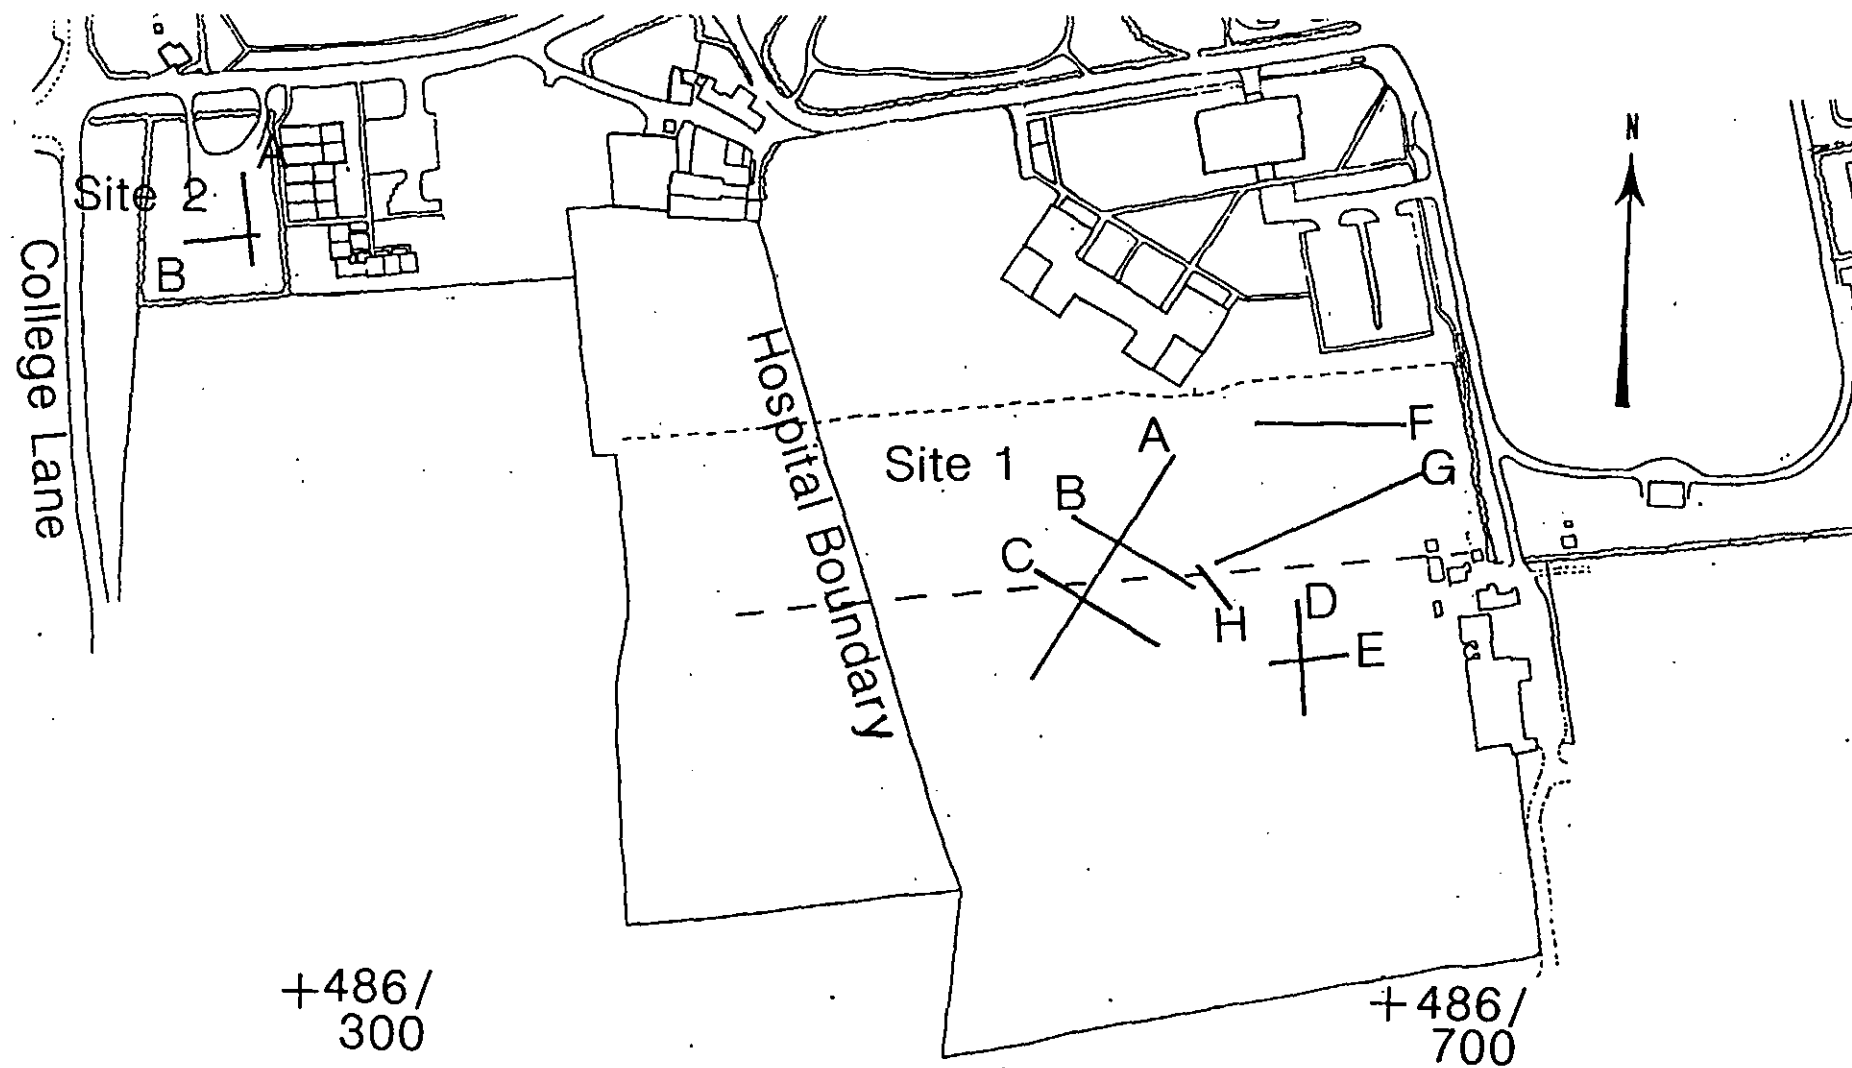 N
A
Site 2
B
College Lane
Hospital Boundary
Site 1
A
F
G
B
C
H
D
E
+486/
300
+486/
700